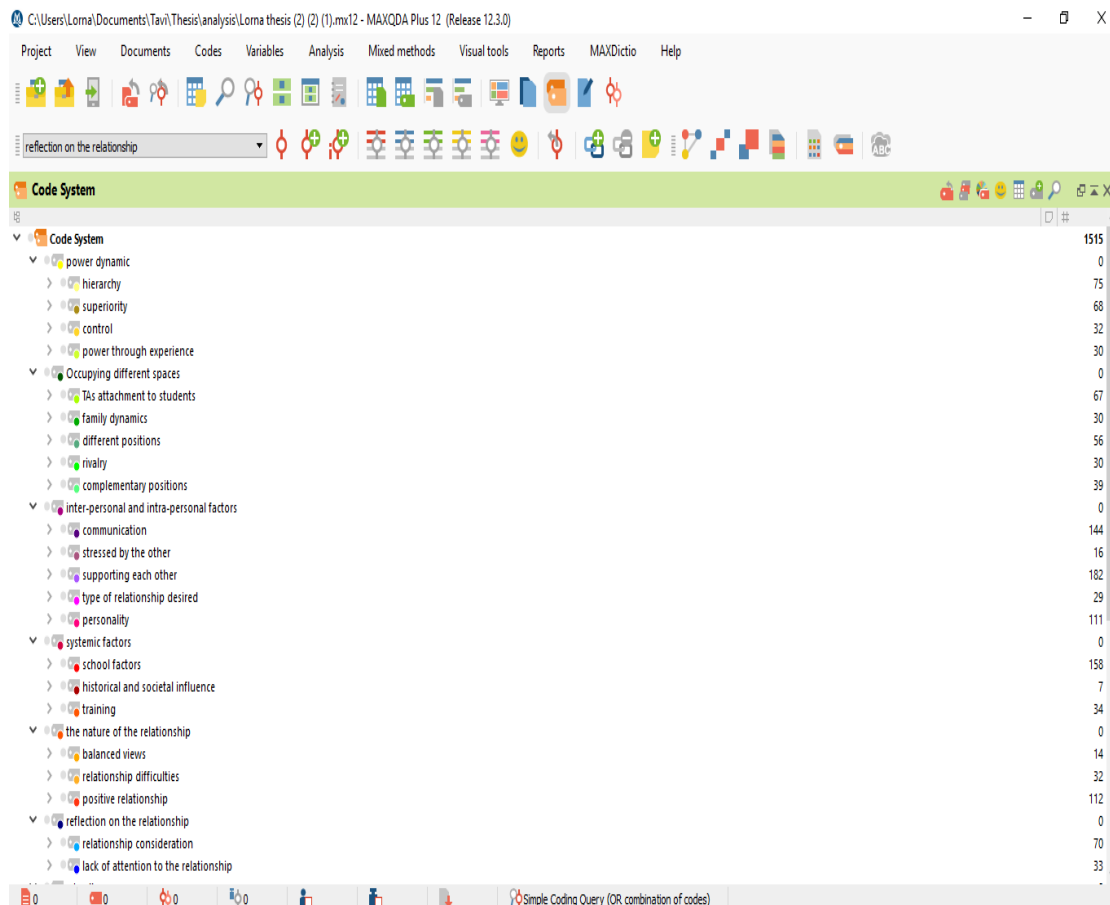 C:\Users\Lorna\Documents\Tavi\Thesis\analysis\Lorna thesis (2) (2) (1).mx12 - MAXQDA Plus 12 (Release 12.3.0)
Project View Documents Codes Variables Analysis Mixed methods Visual tools Reports MAXDictio Help
reflection on the relationship
ABC
Code System
#
Code System 1515
power dynamic 0
hierarchy 75
superiority 68
control 32
power through experience 30
Occupying different spaces 0
TAs attachment to students 67
family dynamics 30
different positions 56
rivalry 30
complementary positions 39
inter-personal and intra-personal factors 0
communication 144
stressed by the other 16
supporting each other 182
type of relationship desired 29
personality 111
systemic factors 0
school factors 158
historical and societal influence 7
training 34
the nature of the relationship 0
balanced views 14
relationship difficulties 32
positive relationship 112
reflection on the relationship 0
relationship consideration 70
lack of attention to the relationship 33
0 0 0 0 Simple Coding Query (OR combination of codes)